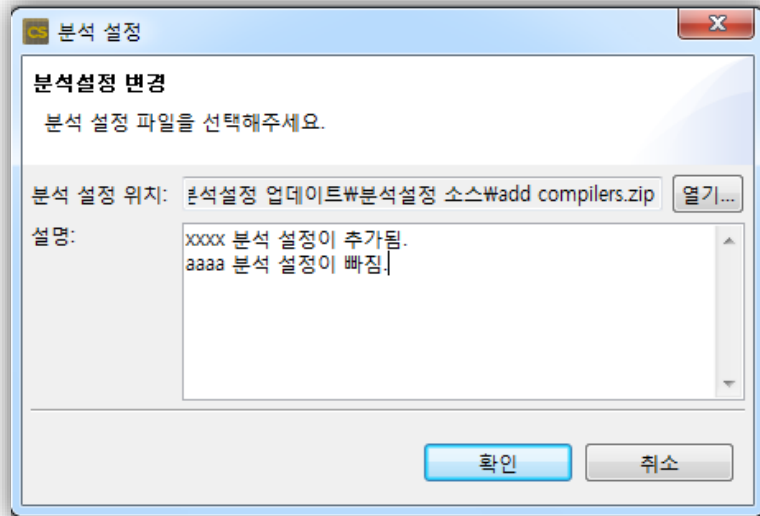 CS 분석 설정
X
분석설정 변경
분석 설정 파일을 선택해주세요.
분석 설정 위치: 분석설정 업데이트₩분석설정 소스₩add compilers.zip 열기...
설명: xxxx 분석 설정이 추가됨.
aaaa 분석 설정이 빠짐.
확인 취소